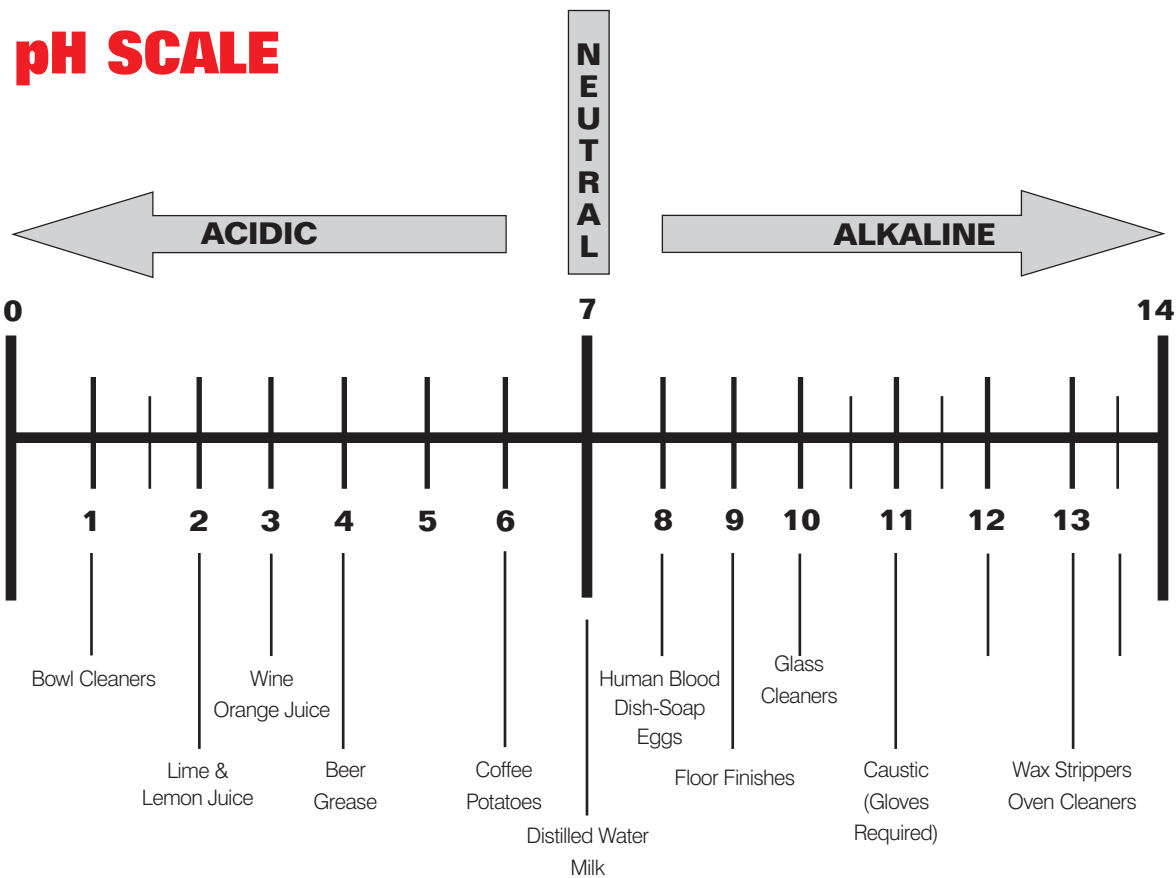 pH SCALE
NEUTRAL
ACIDIC
ALKALINE
0
7
14
1
2
3
4
5
6
8
9
10
11
12
13
Bowl Cleaners
Lime &
Lemon Juice
Wine
Orange Juice
Beer
Grease
Coffee
Potatoes
Distilled Water
Milk
Human Blood
Dish-Soap
Eggs
Floor Finishes
Glass
Cleaners
Caustic
(Gloves
Required)
Wax Strippers
Oven Cleaners